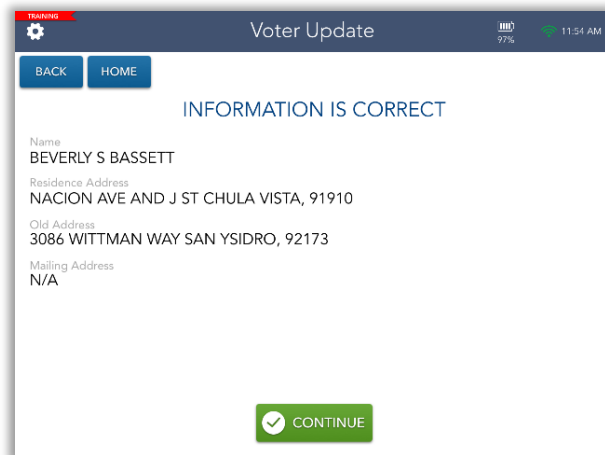 TRAINING
Voter Update
97%
11:54 AM
BACK
HOME
INFORMATION IS CORRECT
Name
BEVERLY S BASSETT
Residence Address
NACION AVE AND J ST CHULA VISTA, 91910
Old Address
3086 WITTMAN WAY SAN YSIDRO, 92173
Mailing Address
N/A
CONTINUE